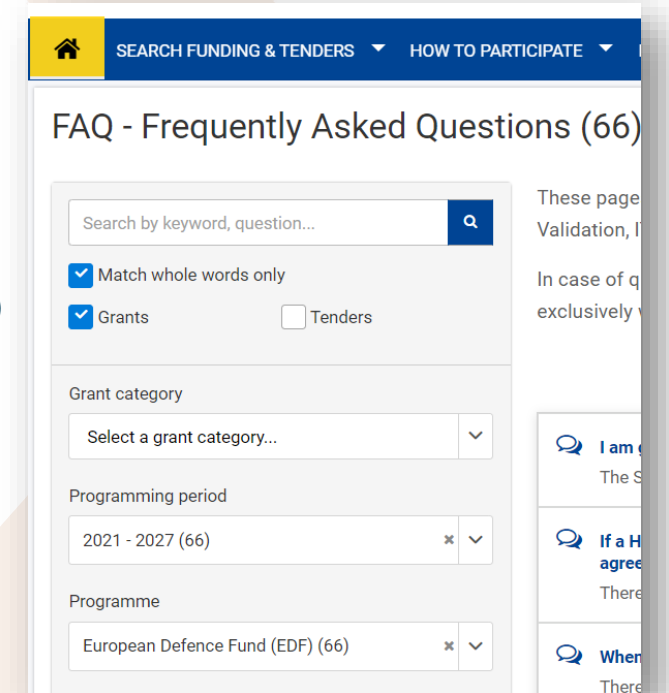 SEARCH FUNDING & TENDERS HOW TO PARTICIPATE
FAQ - Frequently Asked Questions (66)
Search by keyword, question...
Match whole words only
Grants Tenders
Grant category
Select a grant category...
Programming period
2021 - 2027 (66)
Programme
European Defence Fund (EDF) (66)
These page
Validation,
In case of q
exclusively
I am
The S
If a H
agree
There
When
There